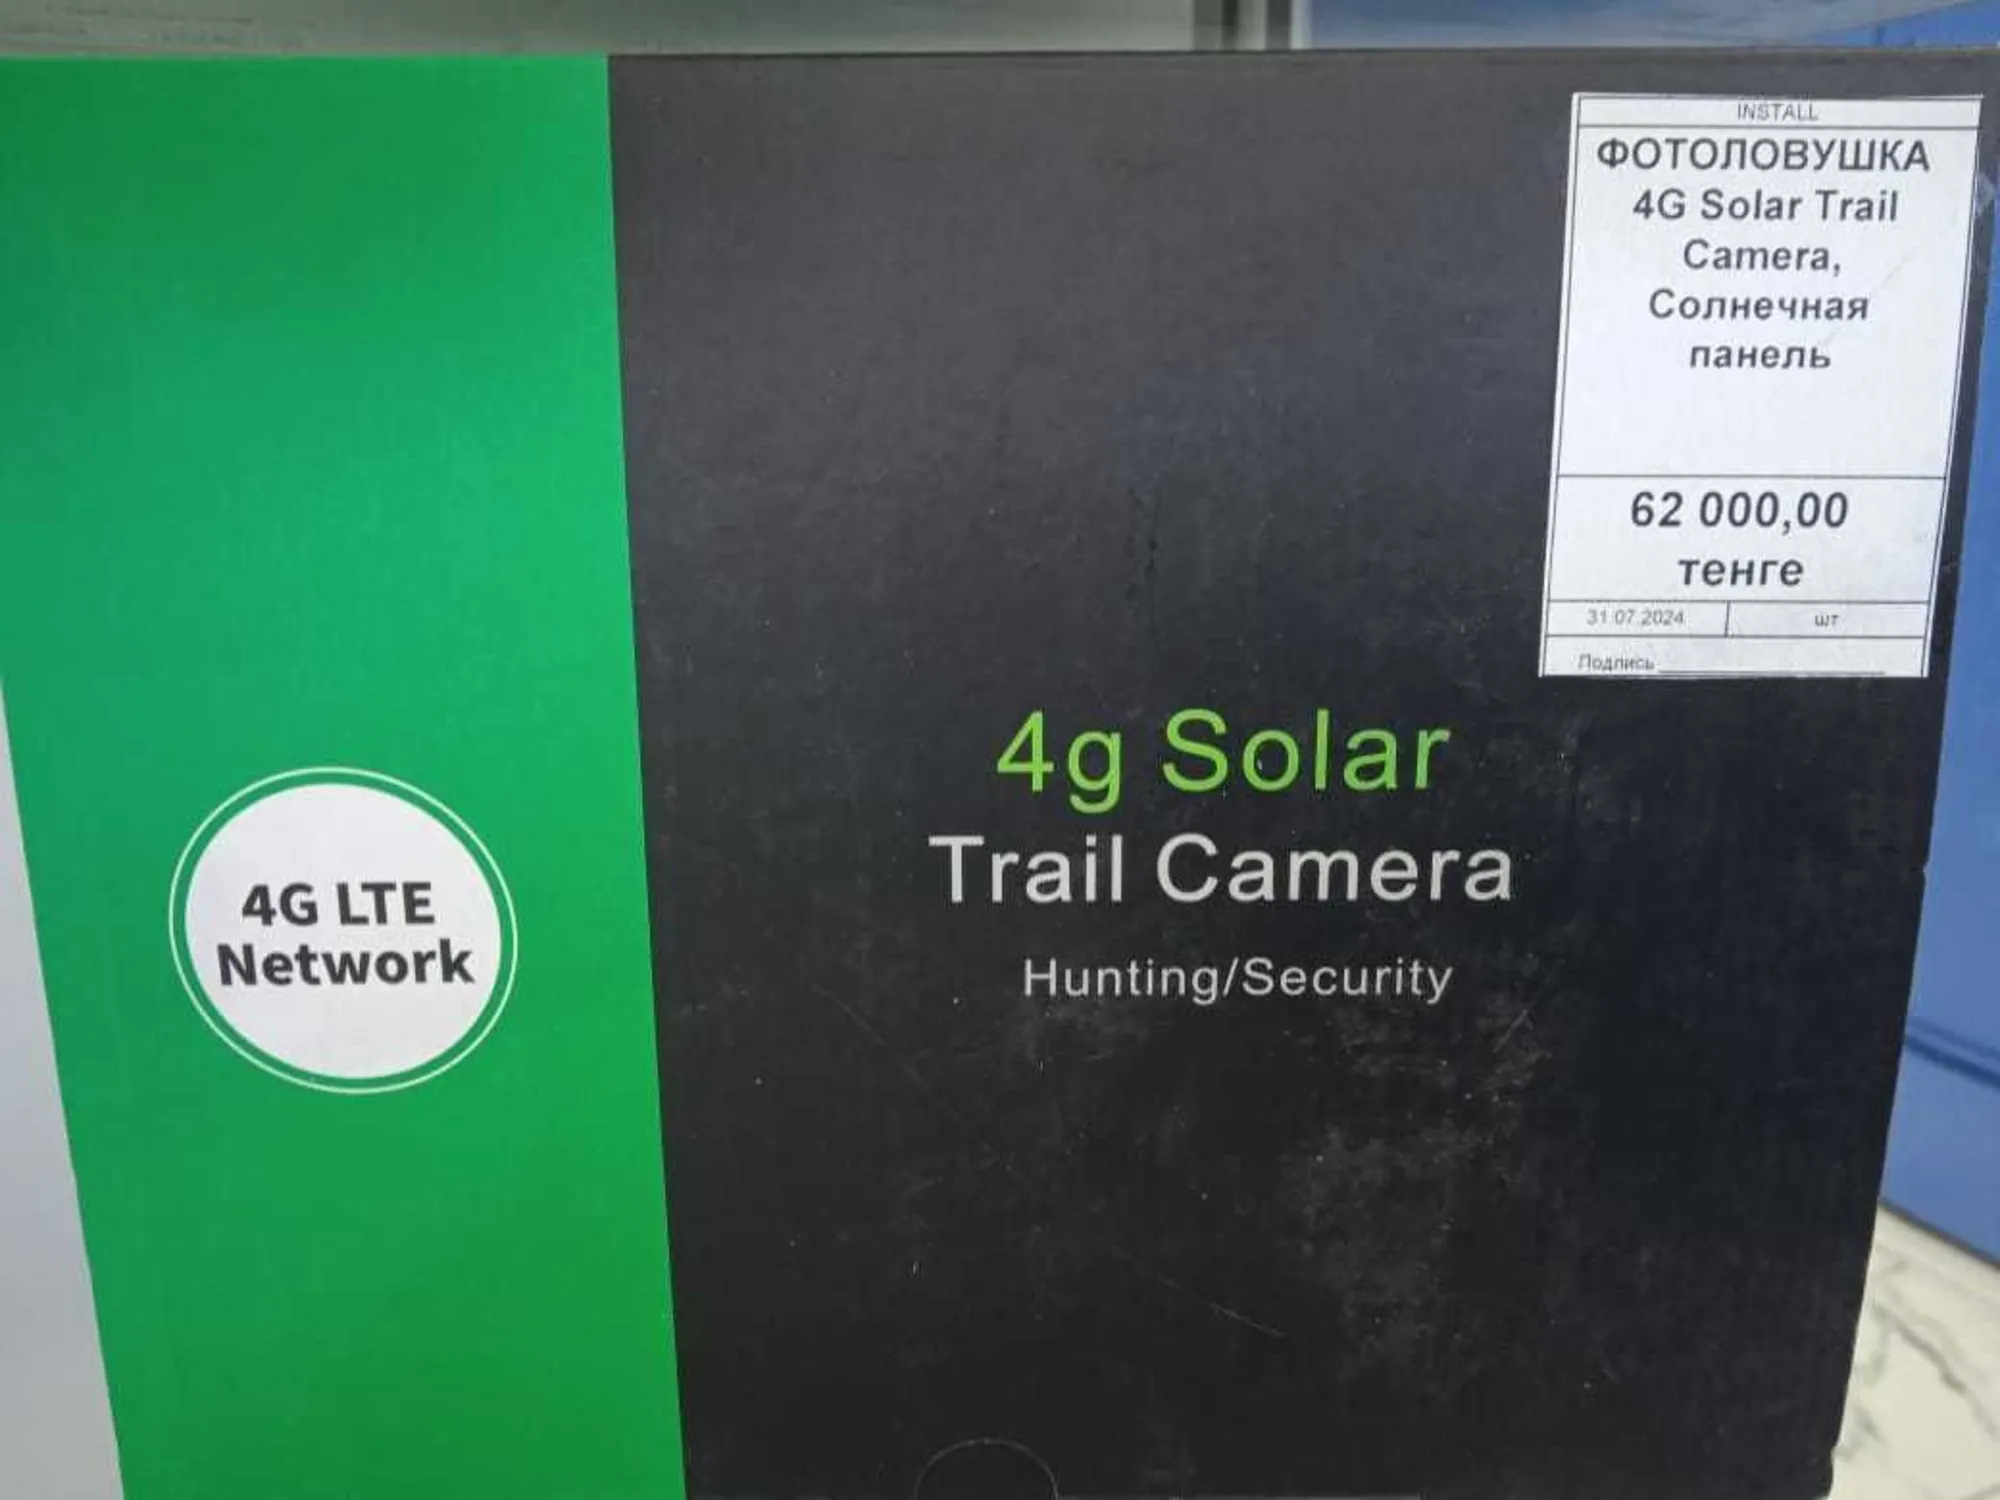 INSTALL
ФОТОЛОВУШКА
4G Solar Trail
Camera,
Солнечная
панель
62 000,00
тенге
31.07.2024 шт
Подпись
4g Solar
Trail Camera
Hunting/Security
4G LTE
Network